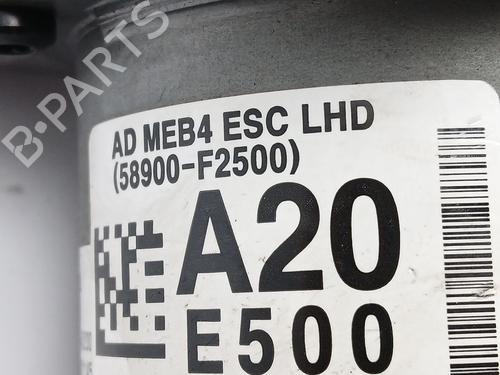 B-PARTS
AD MEB4 ESC LHD
(58900-F2500)
A20
E500